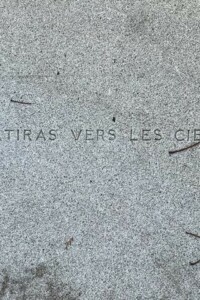 TIRAS VERS LES CIE